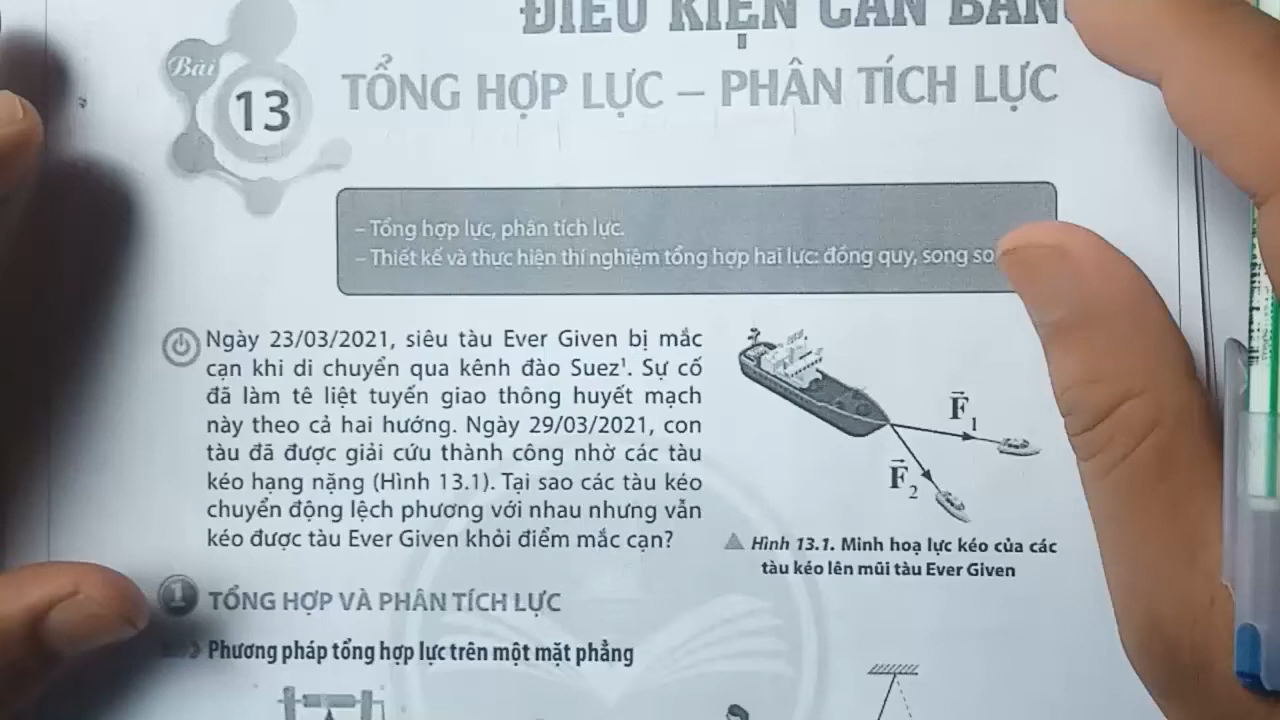 ĐIỀU KIỆN CÂN BẰN
Bài
13
TỔNG HỢP LỰC – PHÂN TÍCH LỰC
– Tổng hợp lực, phân tích lực.
– Thiết kế và thực hiện thí nghiệm tổng hợp hai lực: đồng quy, song so
Ngày 23/03/2021, siêu tàu Ever Given bị mắc
cạn khi di chuyển qua kênh đào Suez¹. Sự cố
đã làm tê liệt tuyến giao thông huyết mạch
này theo cả hai hướng. Ngày 29/03/2021, con
tàu đã được giải cứu thành công nhờ các tàu
kéo hạng nặng (Hình 13.1). Tại sao các tàu kéo
chuyển động lệch phương với nhau nhưng vẫn
kéo được tàu Ever Given khỏi điểm mắc cạn?
F⃗₁
F⃗₂
Hình 13.1. Minh hoạ lực kéo của các
tàu kéo lên mũi tàu Ever Given
1 TỔNG HỢP VÀ PHÂN TÍCH LỰC
Phương pháp tổng hợp lực trên một mặt phẳng